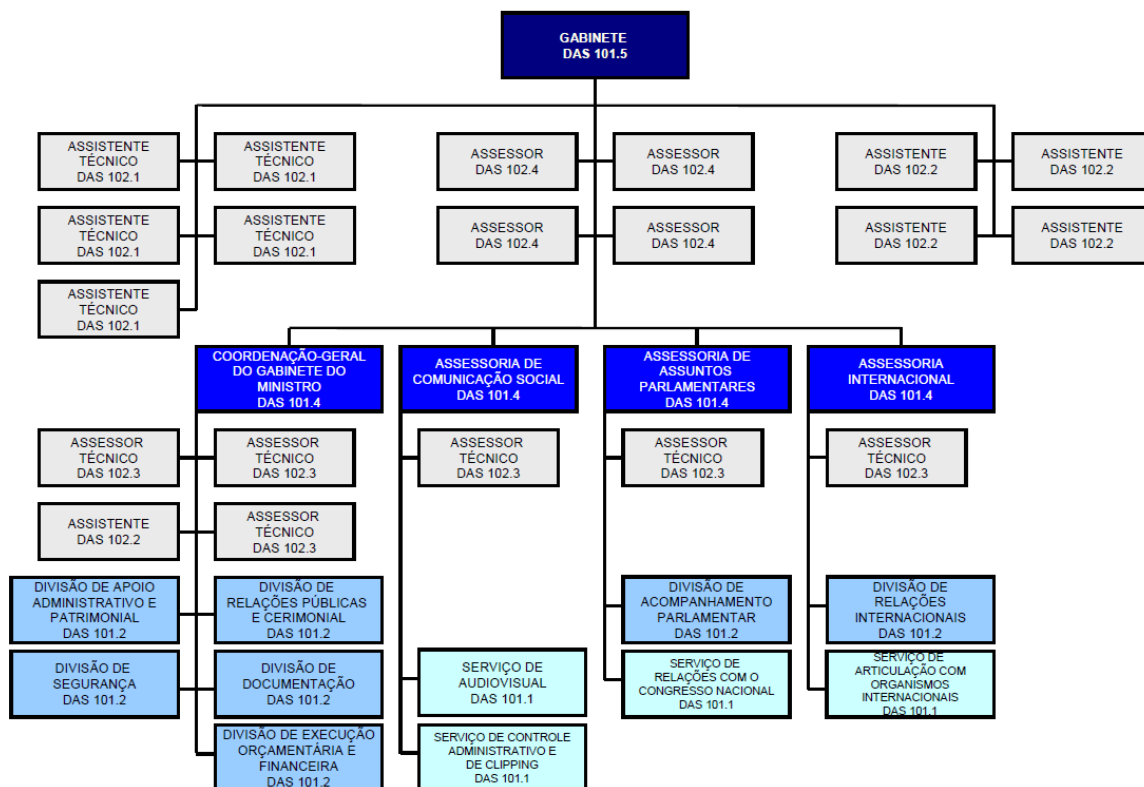 GABINETE
DAS 101.5
ASSISTENTE
TÉCNICO
DAS 102.1
ASSISTENTE
TÉCNICO
DAS 102.1
ASSESSOR
DAS 102.4
ASSESSOR
DAS 102.4
ASSISTENTE
DAS 102.2
ASSISTENTE
DAS 102.2
ASSISTENTE
TÉCNICO
DAS 102.1
ASSISTENTE
TÉCNICO
DAS 102.1
ASSESSOR
DAS 102.4
ASSESSOR
DAS 102.4
ASSISTENTE
DAS 102.2
ASSISTENTE
DAS 102.2
ASSISTENTE
TÉCNICO
DAS 102.1
COORDENAÇÃO-GERAL
DO GABINETE DO
MINISTRO
DAS 101.4
ASSESSORIA DE
COMUNICAÇÃO SOCIAL
DAS 101.4
ASSESSORIA DE
ASSUNTOS
PARLAMENTARES
DAS 101.4
ASSESSORIA
INTERNACIONAL
DAS 101.4
ASSESSOR
TÉCNICO
DAS 102.3
ASSESSOR
TÉCNICO
DAS 102.3
ASSESSOR
TÉCNICO
DAS 102.3
ASSESSOR
TÉCNICO
DAS 102.3
ASSESSOR
TÉCNICO
DAS 102.3
ASSISTENTE
DAS 102.2
ASSESSOR
TÉCNICO
DAS 102.3
DIVISÃO DE APOIO
ADMINISTRATIVO E
PATRIMONIAL
DAS 101.2
DIVISÃO DE
RELAÇÕES PÚBLICAS
E CERIMONIAL
DAS 101.2
DIVISÃO DE
ACOMPANHAMENTO
PARLAMENTAR
DAS 101.2
DIVISÃO DE
RELAÇÕES
INTERNACIONAIS
DAS 101.2
DIVISÃO DE
SEGURANÇA
DAS 101.2
DIVISÃO DE
DOCUMENTAÇÃO
DAS 101.2
SERVIÇO DE
AUDIOVISUAL
DAS 101.1
SERVIÇO DE
RELAÇÕES COM O
CONGRESSO NACIONAL
DAS 101.1
SERVIÇO DE
ARTICULAÇÃO COM
ORGANISMOS
INTERNACIONAIS
DAS 101.1
DIVISÃO DE EXECUÇÃO
ORÇAMENTÁRIA E
FINANCEIRA
DAS 101.2
SERVIÇO DE CONTROLE
ADMINISTRATIVO E
DE CLIPPING
DAS 101.1